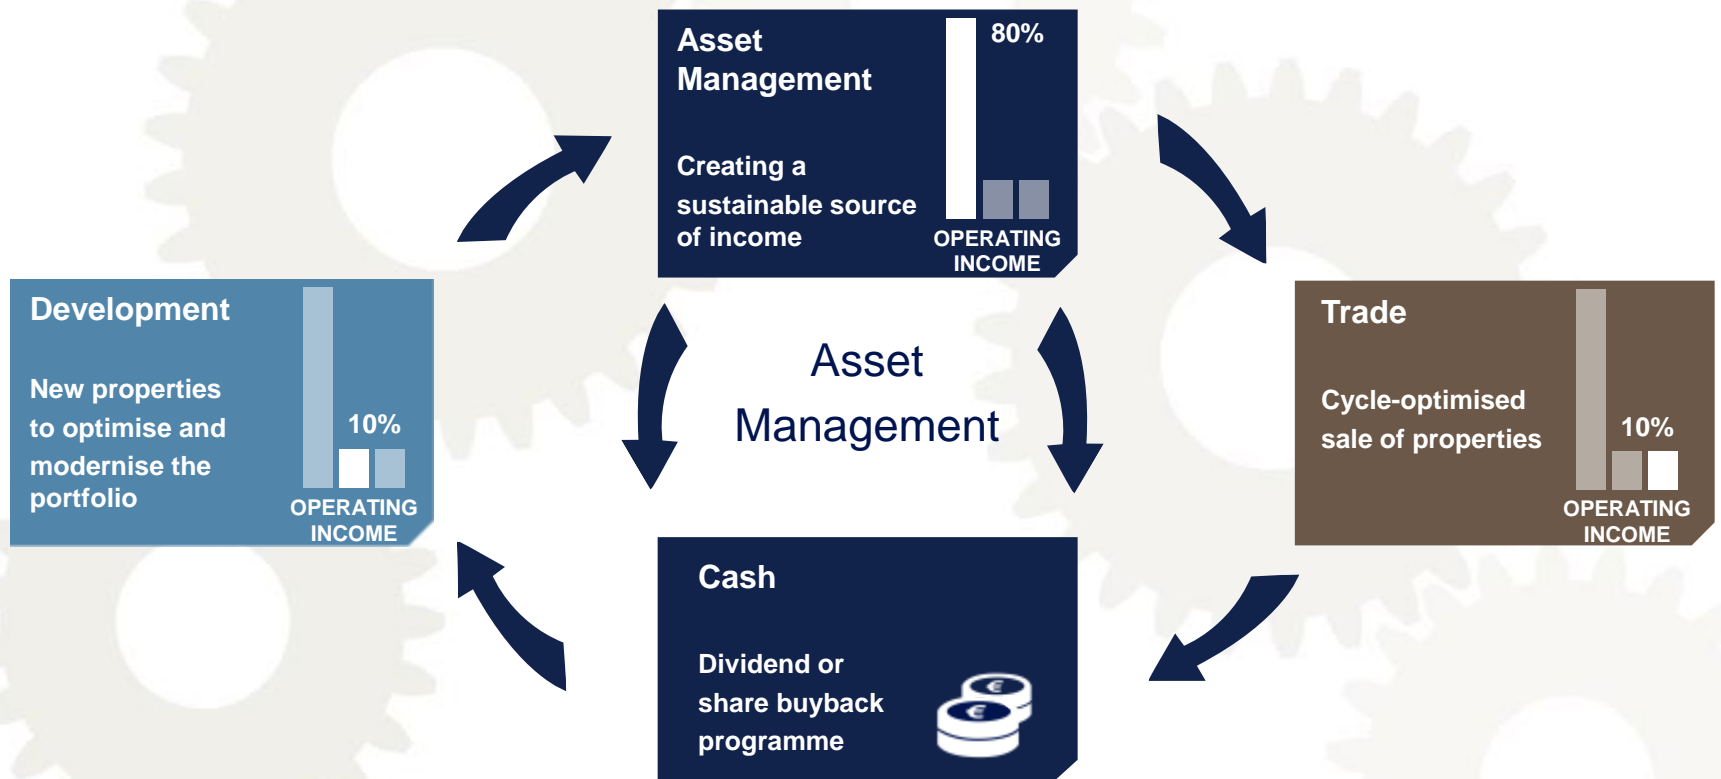 Asset
Management
80%
Creating a
sustainable source
of income
OPERATING
INCOME
Development
New properties
to optimise and
modernise the
portfolio
10%
OPERATING
INCOME
Asset
Management
Trade
Cycle-optimised
sale of properties
10%
OPERATING
INCOME
Cash
Dividend or
share buyback
programme
€
€